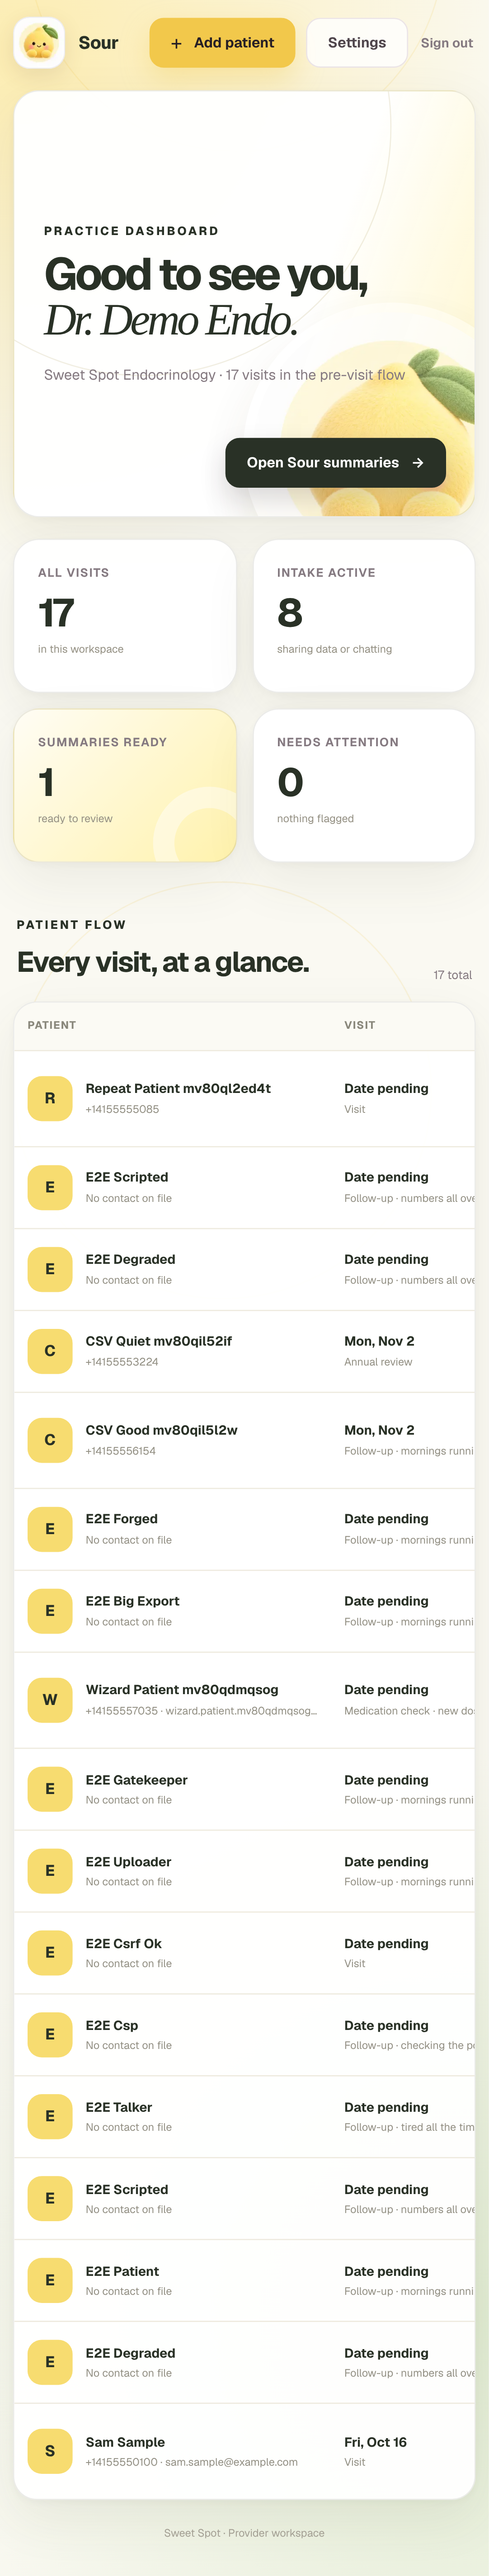 Sour
+ Add patient
Settings
Sign out
PRACTICE DASHBOARD
Good to see you,
Dr. Demo Endo.
Sweet Spot Endocrinology · 17 visits in the pre-visit flow
Open Sour summaries →
ALL VISITS
17
in this workspace
INTAKE ACTIVE
8
sharing data or chatting
SUMMARIES READY
1
ready to review
NEEDS ATTENTION
0
nothing flagged
PATIENT FLOW
Every visit, at a glance.
17 total
PATIENT
VISIT
R
Repeat Patient mv80ql2ed4t
+14155555085
Date pending
Visit
E
E2E Scripted
No contact on file
Date pending
Follow-up · numbers all ove
E
E2E Degraded
No contact on file
Date pending
Follow-up · numbers all ove
C
CSV Quiet mv80qil52if
+14155553224
Mon, Nov 2
Annual review
C
CSV Good mv80qil5l2w
+14155556154
Mon, Nov 2
Follow-up · mornings runni
E
E2E Forged
No contact on file
Date pending
Follow-up · mornings runni
E
E2E Big Export
No contact on file
Date pending
Follow-up · mornings runni
W
Wizard Patient mv80qdmqsog
+14155557035 · wizard.patient.mv80qdmqsog...
Date pending
Medication check · new do
E
E2E Gatekeeper
No contact on file
Date pending
Follow-up · mornings runni
E
E2E Uploader
No contact on file
Date pending
Follow-up · mornings runni
E
E2E Csrf Ok
No contact on file
Date pending
Visit
E
E2E Csp
No contact on file
Date pending
Follow-up · checking the p
E
E2E Talker
No contact on file
Date pending
Follow-up · tired all the tim
E
E2E Scripted
No contact on file
Date pending
Follow-up · numbers all ove
E
E2E Patient
No contact on file
Date pending
Follow-up · mornings runni
E
E2E Degraded
No contact on file
Date pending
Follow-up · numbers all ove
S
Sam Sample
+14155550100 · sam.sample@example.com
Fri, Oct 16
Visit
Sweet Spot · Provider workspace